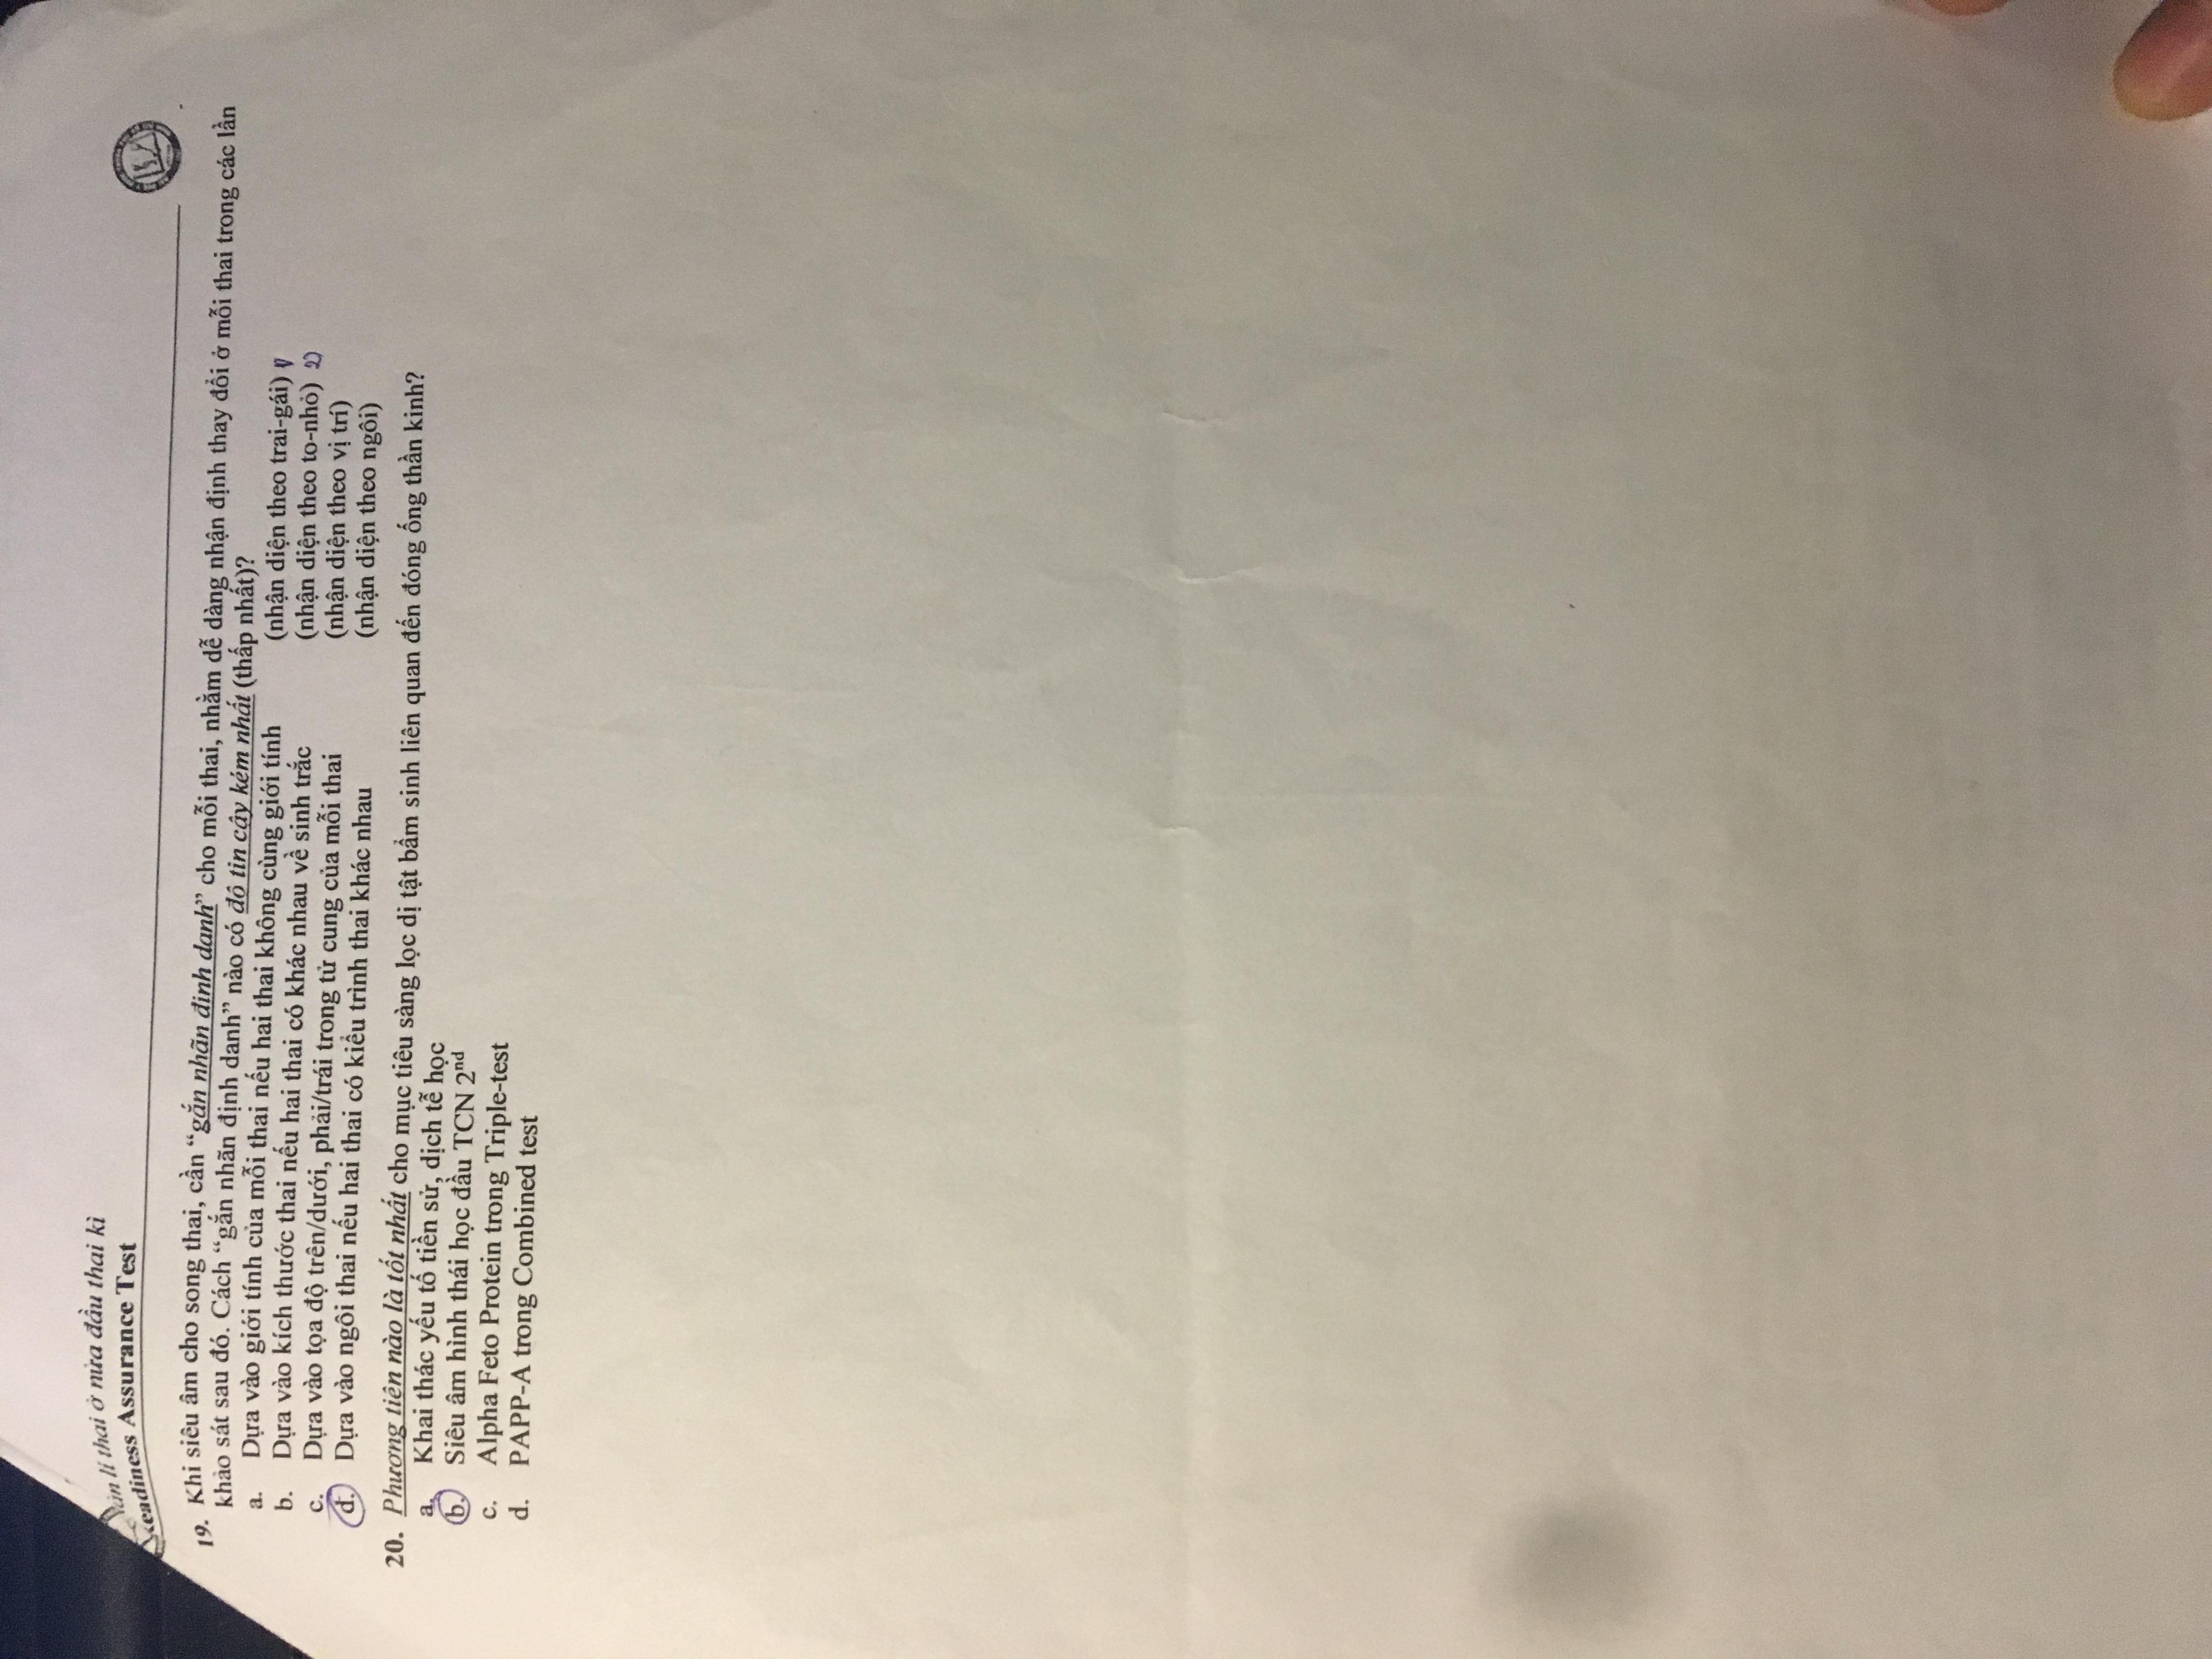 lí thai ở nửa đầu thai kì
Readiness Assurance Test
19. Khi siêu âm cho song thai, cần “gắn nhãn định danh” cho mỗi thai, nhằm dễ dàng nhận định thay đổi ở mỗi thai trong các lần
khảo sát sau đó. Cách “gắn nhãn định danh” nào có độ tin cậy kém nhất (thấp nhất)?
a. Dựa vào giới tính của mỗi thai nếu hai thai không cùng giới tính (nhận diện theo trai-gái)
b. Dựa vào kích thước thai nếu hai thai có khác nhau về sinh trắc (nhận diện theo to-nhỏ) 2)
c. Dựa vào tọa độ trên/dưới, phải/trái trong tử cung của mỗi thai (nhận diện theo vị trí)
d. Dựa vào ngôi thai nếu hai thai có kiểu trình thai khác nhau (nhận diện theo ngôi)
20. Phương tiện nào là tốt nhất cho mục tiêu sàng lọc dị tật bẩm sinh liên quan đến đóng ống thần kinh?
a. Khai thác yếu tố tiền sử, dịch tễ học
b. Siêu âm hình thái học đầu TCN 2nd
c. Alpha Feto Protein trong Triple-test
d. PAPP-A trong Combined test